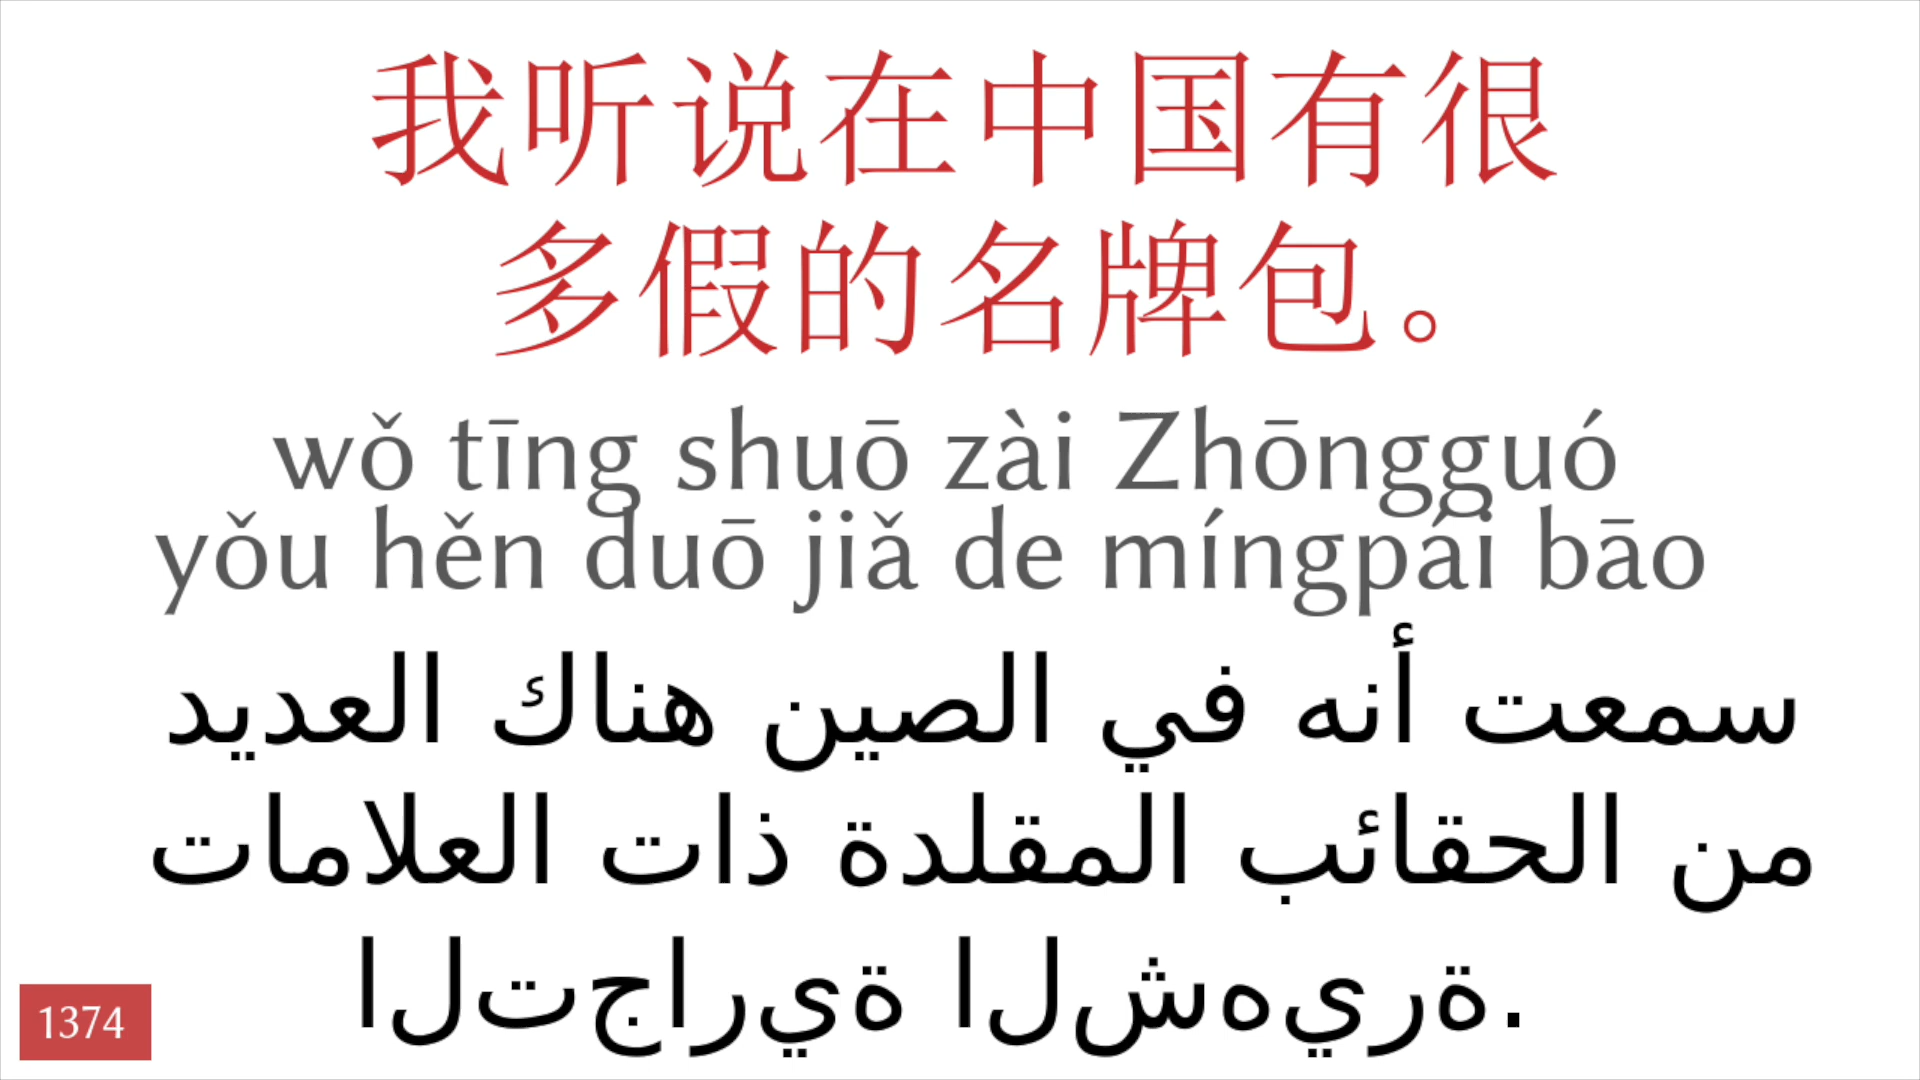 我听说在中国有很
多假的名牌包。
wǒ tīng shuō zài Zhōngguó
yǒu hěn duō jiǎ de míngpái bāo
سمعت أنه في الصين هناك العديد
من الحقائب المقلدة ذات العلامات
التجارية الشهيرة.
1374